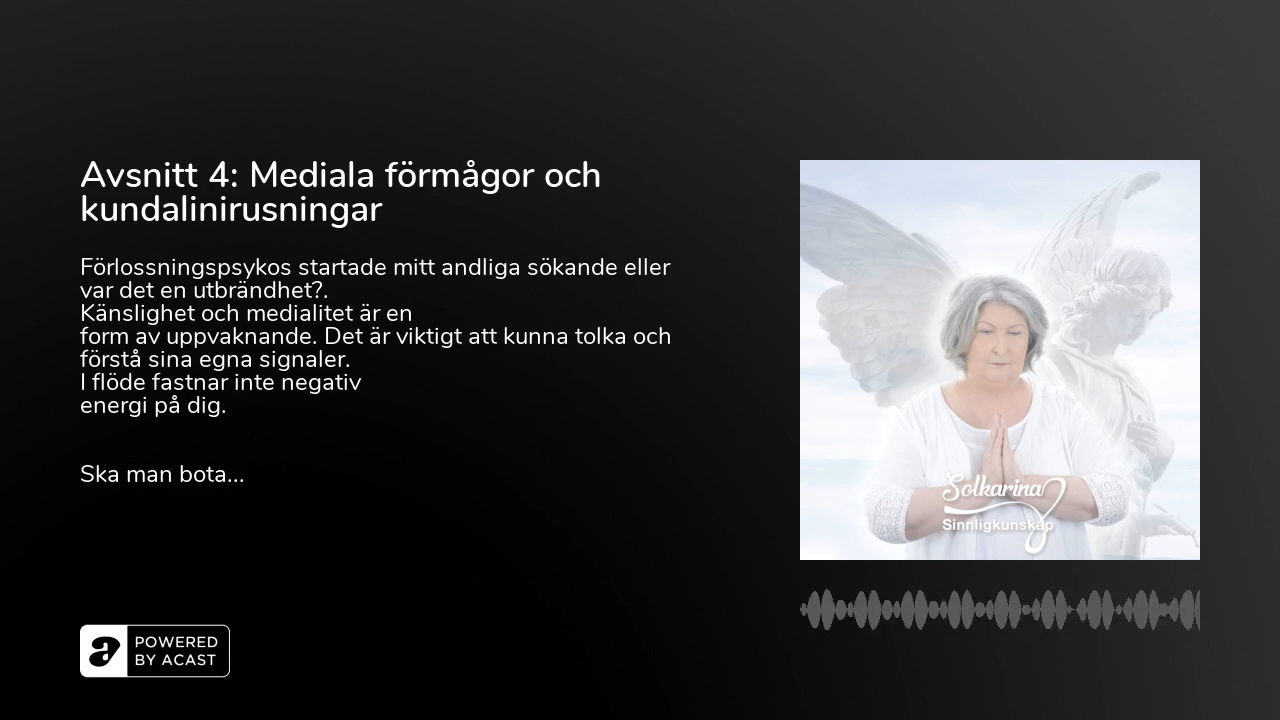 Avsnitt 4: Mediala förmågor och
kundalinirusningar
Förlossningspsykos startade mitt andliga sökande eller
var det en utbrändhet?.
Känslighet och medialitet är en
form av uppvaknande. Det är viktigt att kunna tolka och
förstå sina egna signaler.
I flöde fastnar inte negativ
energi på dig.
Ska man bota...
Solkarina
Sinnligkunskap
POWERED
BY ACAST